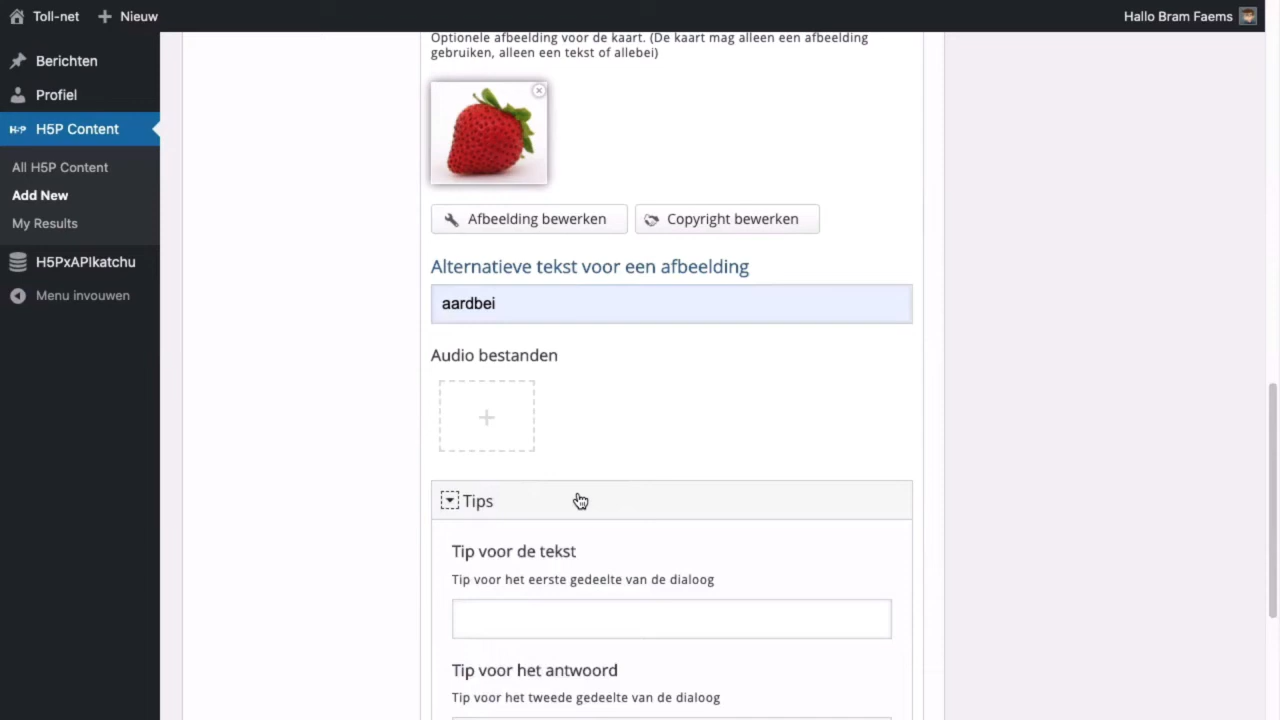 Toll-net
Nieuw
Hallo Bram Faems
Berichten
Profiel
H5P Content
All H5P Content
Add New
My Results
H5PxAPIkatchu
Menu invouwen
Optionele afbeelding voor de kaart. (De kaart mag alleen een afbeelding
gebruiken, alleen een tekst of allebei)
Afbeelding bewerken
Copyright bewerken
Alternatieve tekst voor een afbeelding
aardbei
Audio bestanden
Tips
Tip voor de tekst
Tip voor het eerste gedeelte van de dialoog
Tip voor het antwoord
Tip voor het tweede gedeelte van de dialoog